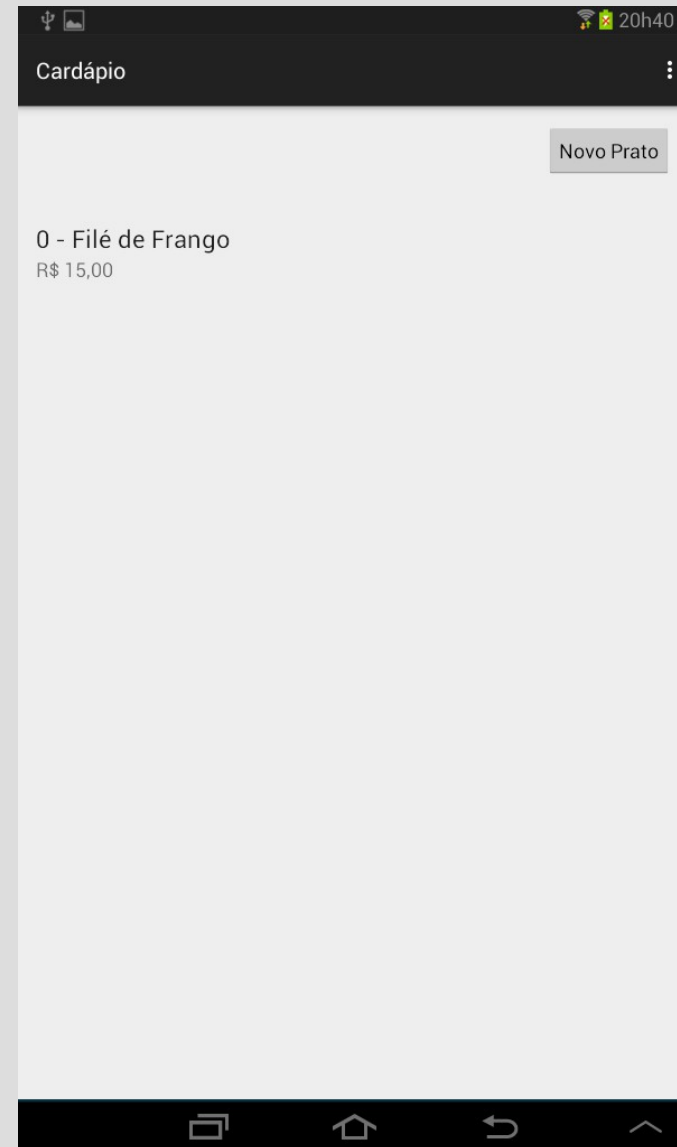 20h40
Cardápio
Novo Prato
0 - Filé de Frango
R$ 15,00